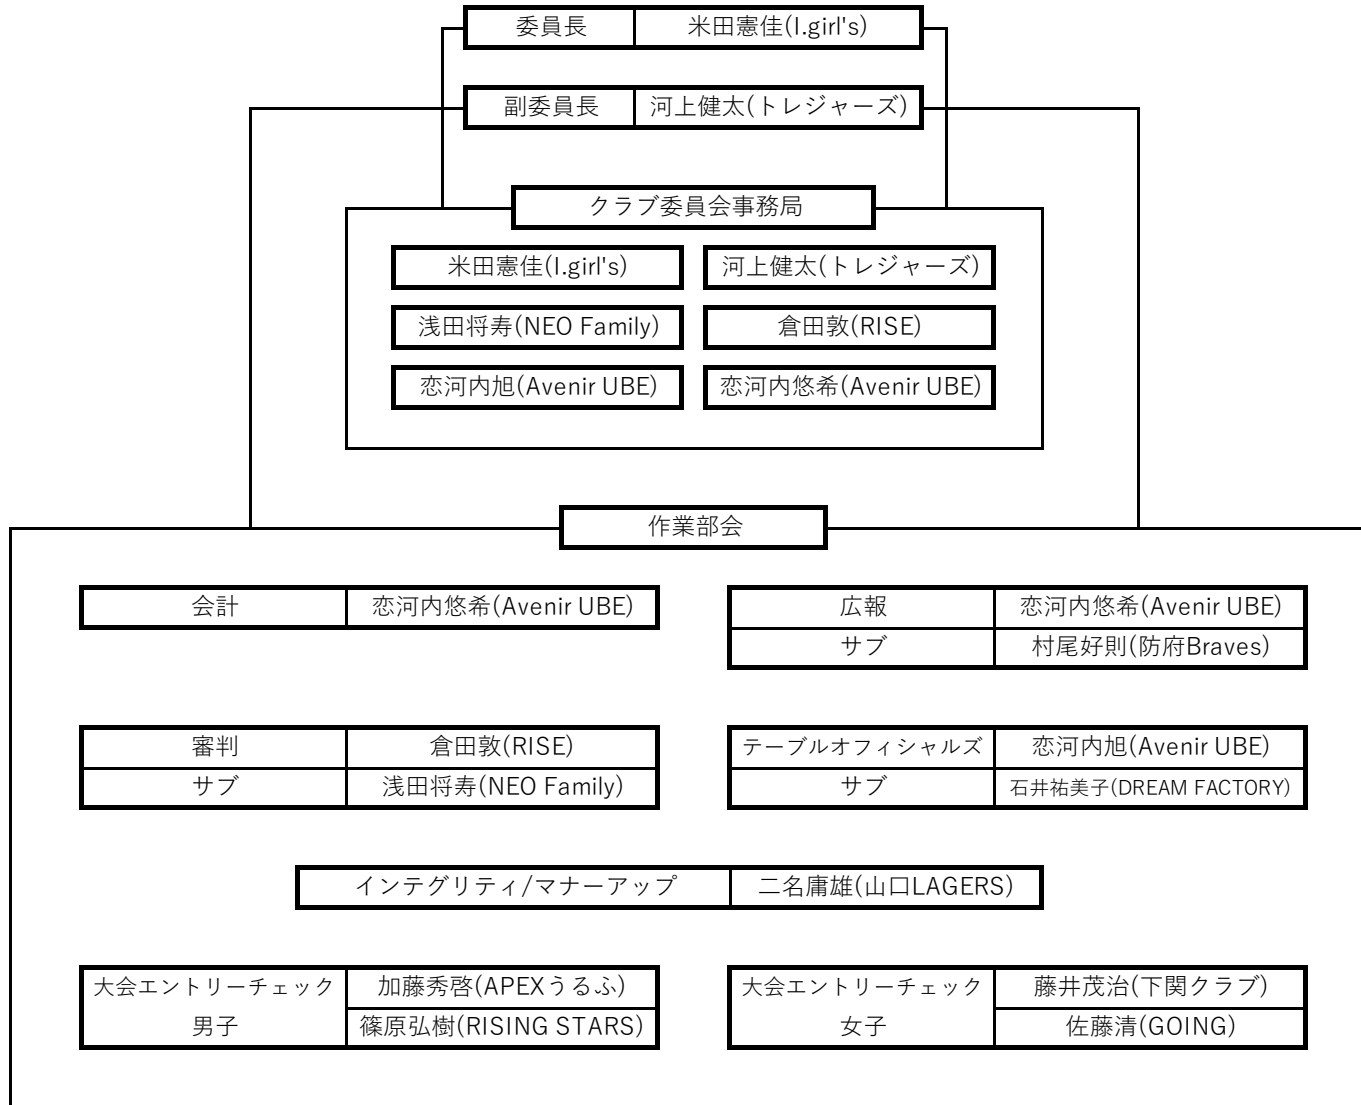 委員長 米田憲佳(I.girl's)
副委員長 河上健太(トレジャーズ)
クラブ委員会事務局
米田憲佳(I.girl's) 河上健太(トレジャーズ)
浅田将寿(NEO Family) 倉田敦(RISE)
恋河内旭(Avenir UBE) 恋河内悠希(Avenir UBE)
作業部会
会計 恋河内悠希(Avenir UBE) 広報 恋河内悠希(Avenir UBE)
サブ 村尾好則(防府Braves)
審判 倉田敦(RISE) テーブルオフィシャルズ 恋河内旭(Avenir UBE)
サブ 浅田将寿(NEO Family) サブ 石井祐美子(DREAM FACTORY)
インテグリティ/マナーアップ 二名庸雄(山口LAGERS)
大会エントリーチェック 加藤秀啓(APEXうるふ) 大会エントリーチェック 藤井茂治(下関クラブ)
男子 篠原弘樹(RISING STARS) 女子 佐藤清(GOING)